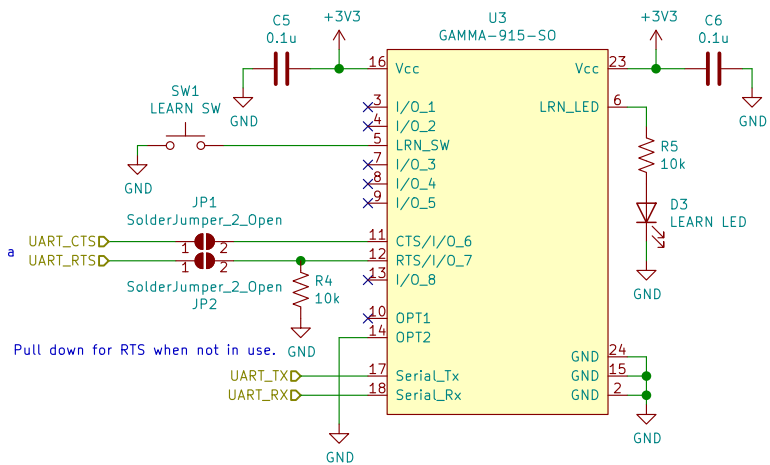 C5
0.1u
+3V3
U3
GAMMA-915-SO
+3V3
C6
0.1u
16
Vcc
Vcc
23
GND
GND
SW1
LEARN SW
3
I/O_1
4
I/O_2
5
LRN_SW
7
I/O_3
8
I/O_4
9
I/O_5
LRN_LED
6
R5
10k
GND
D3
LEARN LED
GND
JP1
SolderJumper_2_Open
a
UART_CTS
1
2
11
CTS/I/O_6
UART_RTS
1
2
12
RTS/I/O_7
13
I/O_8
SolderJumper_2_Open
JP2
R4
10k
10
OPT1
14
OPT2
Pull down for RTS when not in use.
GND
GND
24
UART_TX
17
Serial_Tx
GND
15
UART_RX
18
Serial_Rx
GND
2
GND
GND